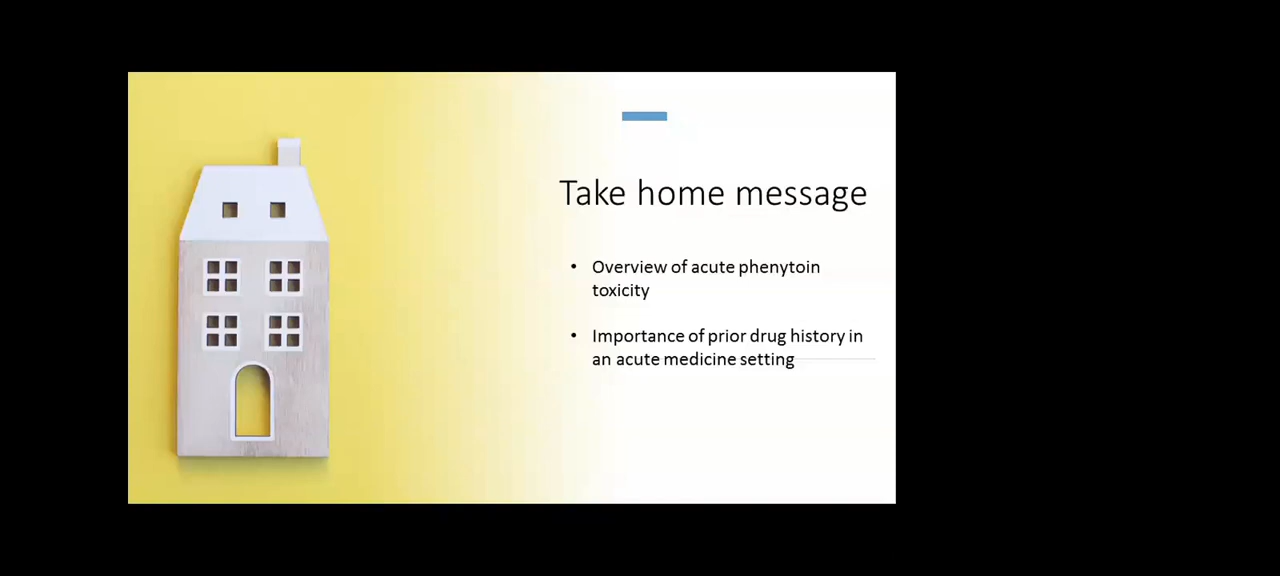 Take home message
• Overview of acute phenytoin
toxicity
• Importance of prior drug history in
an acute medicine setting